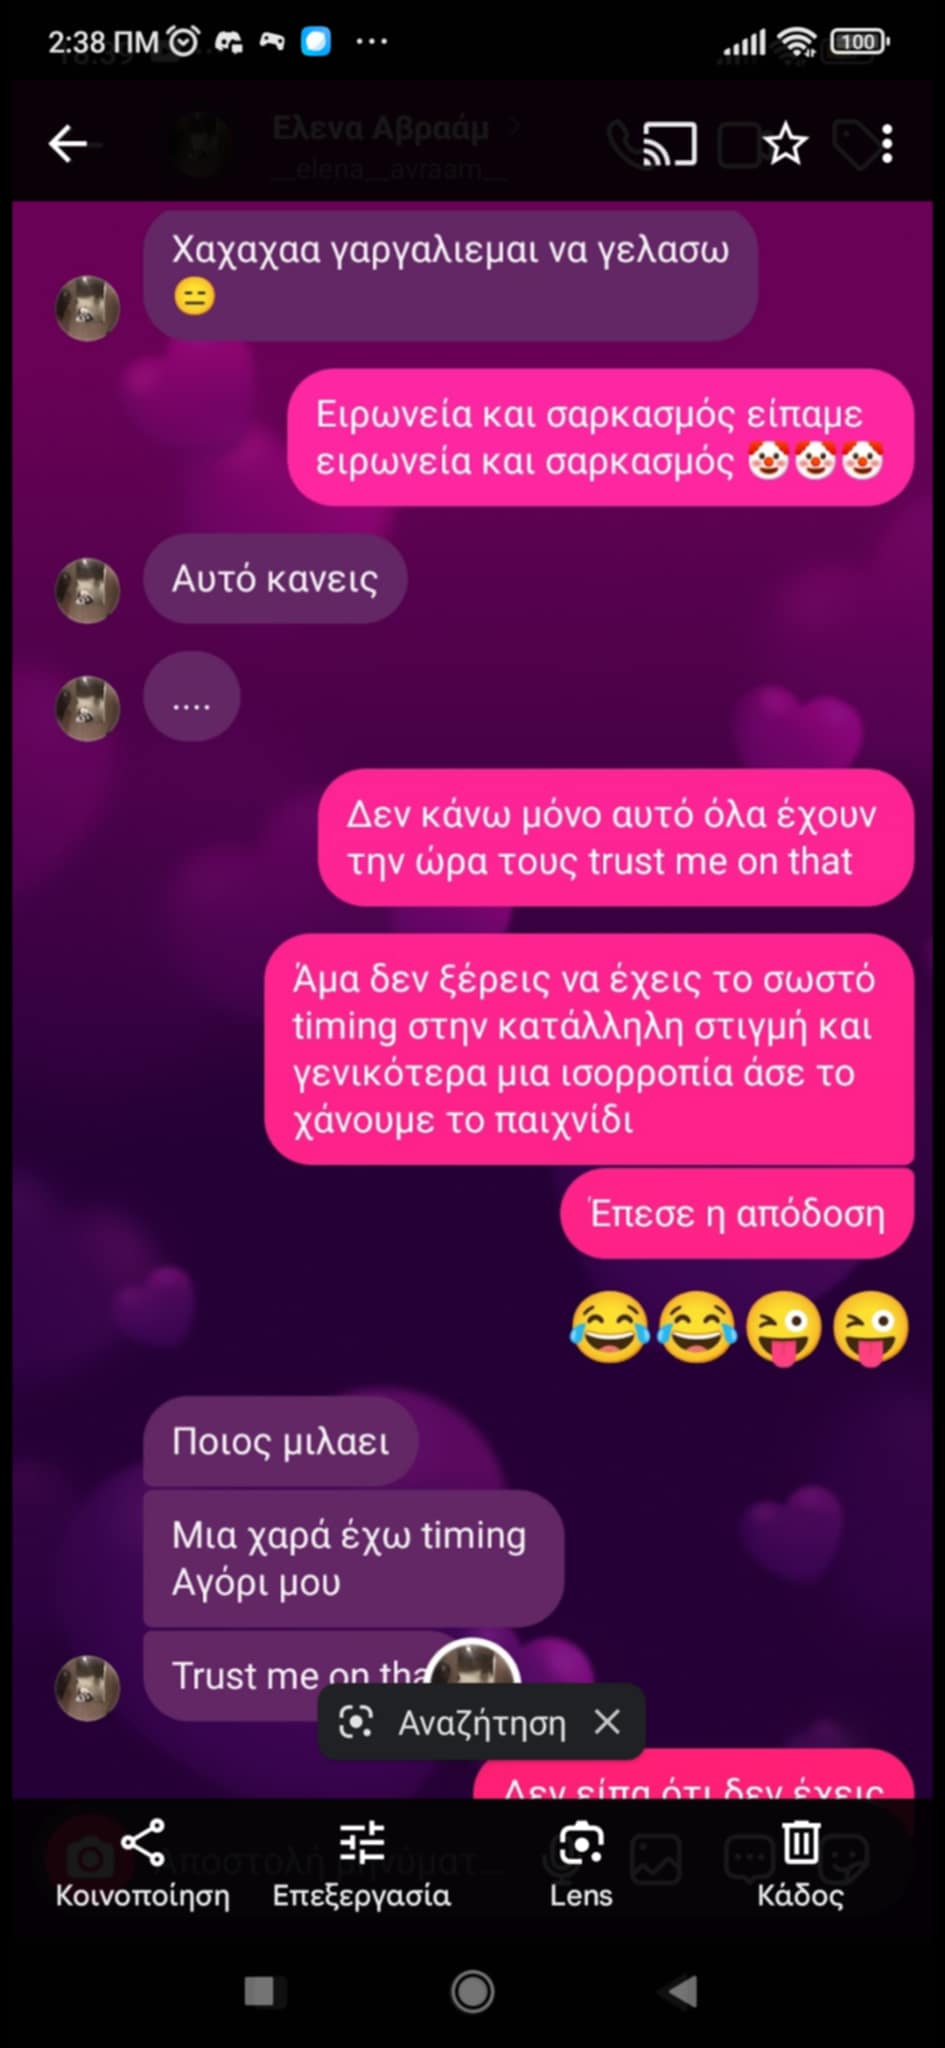 2:38 ΠΜ
100
Ελενα Αβραάμ
__elena__avraam__
Χαχαχαα γαργαλιεμαι να γελασω
😑
Ειρωνεία και σαρκασμός είπαμε
ειρωνεία και σαρκασμός 🤡🤡🤡
Αυτό κανεις
....
Δεν κάνω μόνο αυτό όλα έχουν
την ώρα τους trust me on that
Άμα δεν ξέρεις να έχεις το σωστό
timing στην κατάλληλη στιγμή και
γενικότερα μια ισορροπία άσε το
χάνουμε το παιχνίδι
Έπεσε η απόδοση
😂😂😜😜
Ποιος μιλαει
Μια χαρά έχω timing
Αγόρι μου
Trust me on tha
Αναζήτηση
Δεν είπα ότι δεν έχεις
Κοινοποίηση
Επεξεργασία
Lens
Κάδος